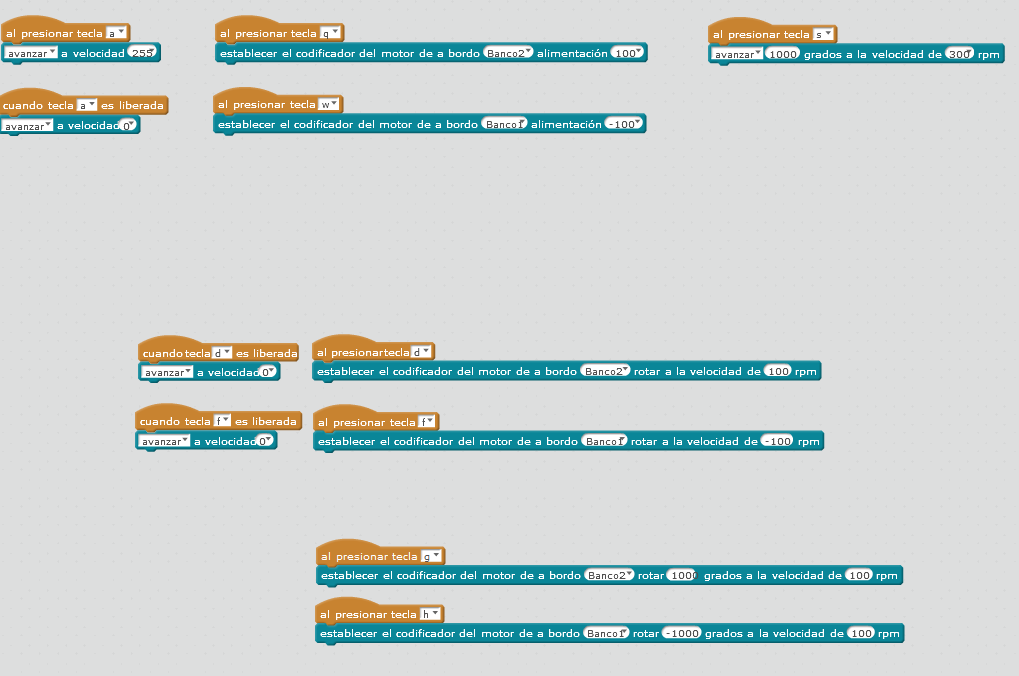 al presionar tecla a
avanzar a velocidad 255
al presionar tecla q
establecer el codificador del motor de a bordo Banco2 alimentación 100
al presionar tecla s
avanzar 1000 grados a la velocidad de 300 rpm
cuando tecla a es liberada
avanzar a velocidad 0
al presionar tecla w
establecer el codificador del motor de a bordo Banco1 alimentación -100
cuando tecla d es liberada
avanzar a velocidad 0
al presionar tecla d
establecer el codificador del motor de a bordo Banco2 rotar a la velocidad de 100 rpm
cuando tecla f es liberada
avanzar a velocidad 0
al presionar tecla f
establecer el codificador del motor de a bordo Banco1 rotar a la velocidad de -100 rpm
al presionar tecla g
establecer el codificador del motor de a bordo Banco2 rotar 1000 grados a la velocidad de 100 rpm
al presionar tecla h
establecer el codificador del motor de a bordo Banco1 rotar -1000 grados a la velocidad de 100 rpm